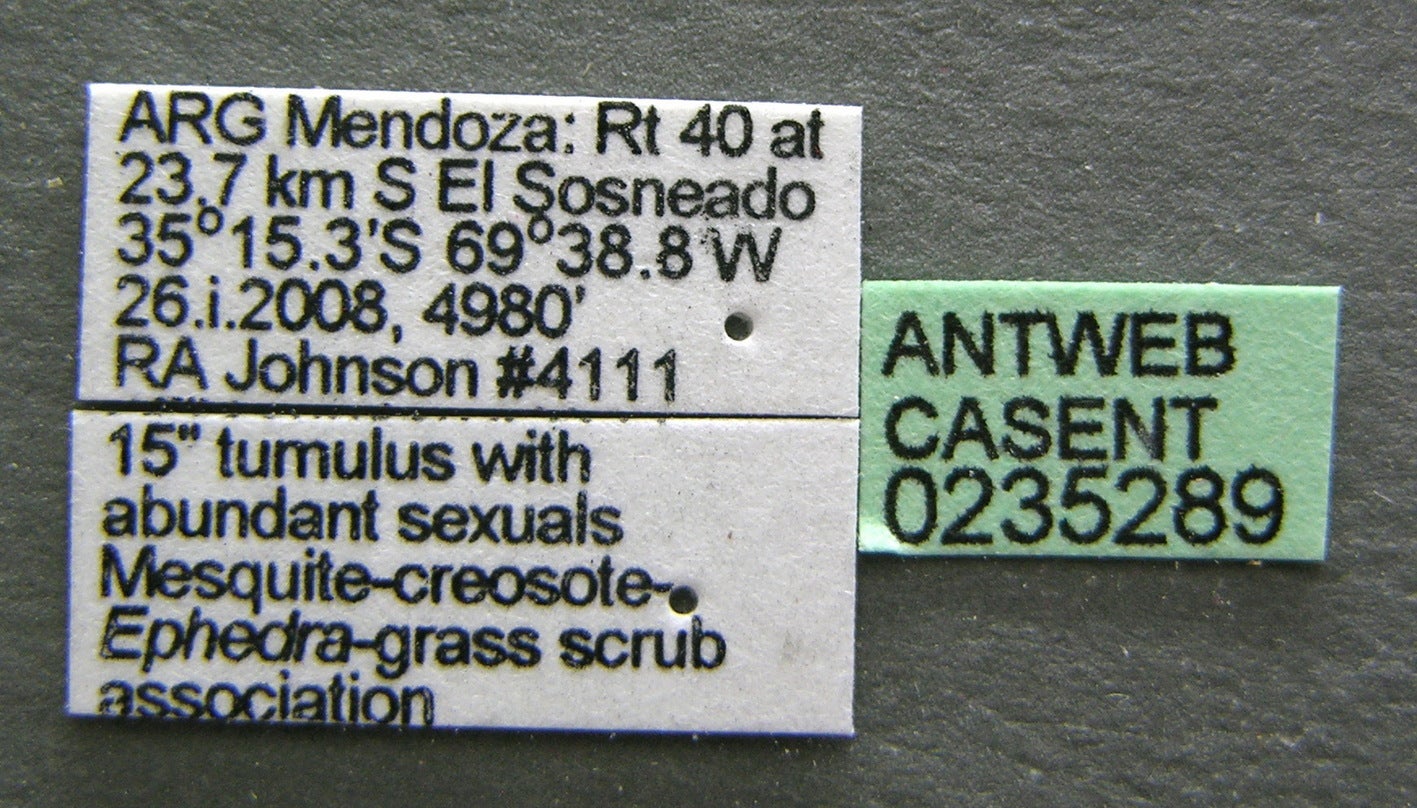 ARG Mendoza: Rt 40 at
23.7 km S El Sosneado
35°15.3'S 69°38.8'W
26.i.2008, 4980'
RA Johnson #4111
15" tumulus with
abundant sexuals
Mesquite-creosote-
Ephedra-grass scrub
association
ANTWEB
CASENT
0235289